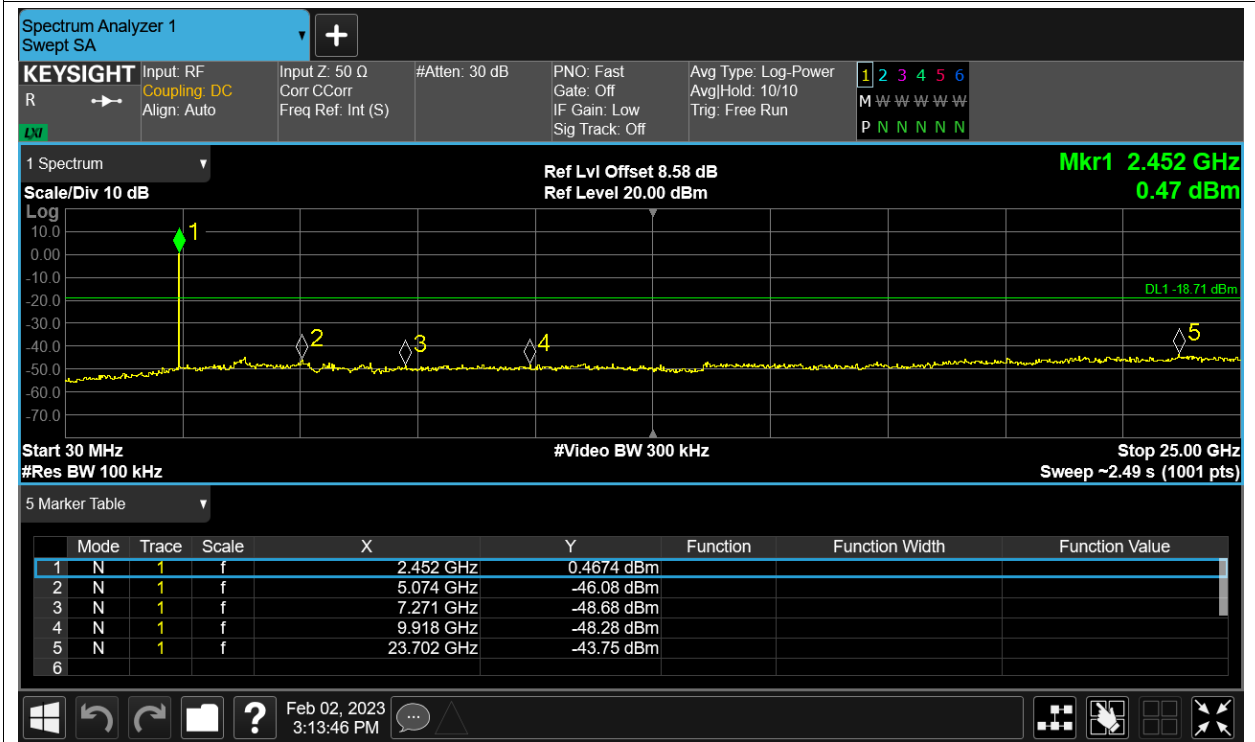 Spectrum Analyzer 1
Swept SA
KEYSIGHT
R
LXI
Input: RF
Coupling: DC
Align: Auto
Input Z: 50 Ω
Corr CCorr
Freq Ref: Int (S)
#Atten: 30 dB
PNO: Fast
Gate: Off
IF Gain: Low
Sig Track: Off
Avg Type: Log-Power
Avg|Hold: 10/10
Trig: Free Run
1 2 3 4 5 6
M W W W W W
P N N N N N
1 Spectrum
Scale/Div 10 dB
Ref Lvl Offset 8.58 dB
Ref Level 20.00 dBm
Mkr1 2.452 GHz
0.47 dBm
Log
10.0
0.00
-10.0
-20.0
-30.0
-40.0
-50.0
-60.0
-70.0
1
2
3
4
5
DL1 -18.71 dBm
Start 30 MHz
#Video BW 300 kHz
Stop 25.00 GHz
#Res BW 100 kHz
Sweep ~2.49 s (1001 pts)
5 Marker Table
Mode Trace Scale X Y Function Function Width Function Value
1 N 1 f 2.452 GHz 0.4674 dBm
2 N 1 f 5.074 GHz -46.08 dBm
3 N 1 f 7.271 GHz -48.68 dBm
4 N 1 f 9.918 GHz -48.28 dBm
5 N 1 f 23.702 GHz -43.75 dBm
6
?
Feb 02, 2023
3:13:46 PM